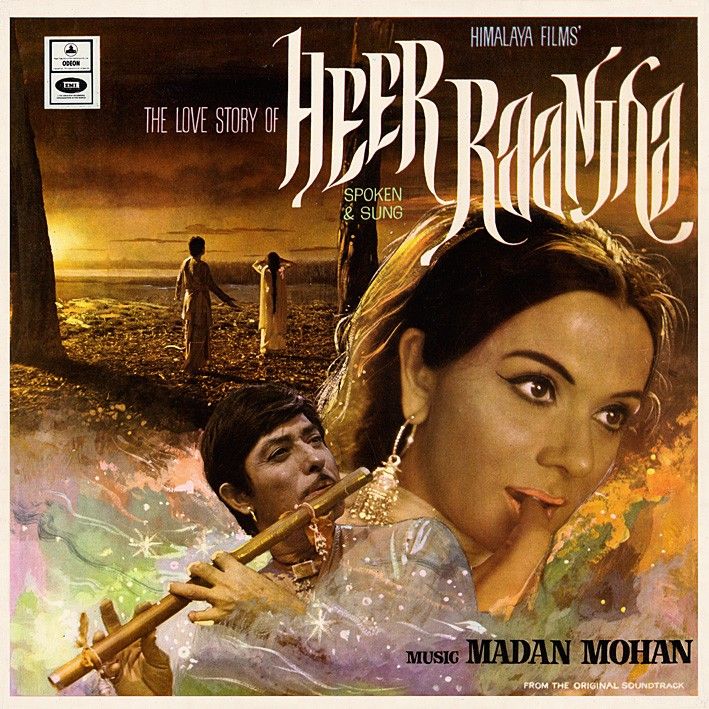 ODEON
EMI
HIMALAYA FILMS'
THE LOVE STORY OF
HEER
RAANJHA
SPOKEN
& SUNG
MUSIC MADAN MOHAN
FROM THE ORIGINAL SOUNDTRACK